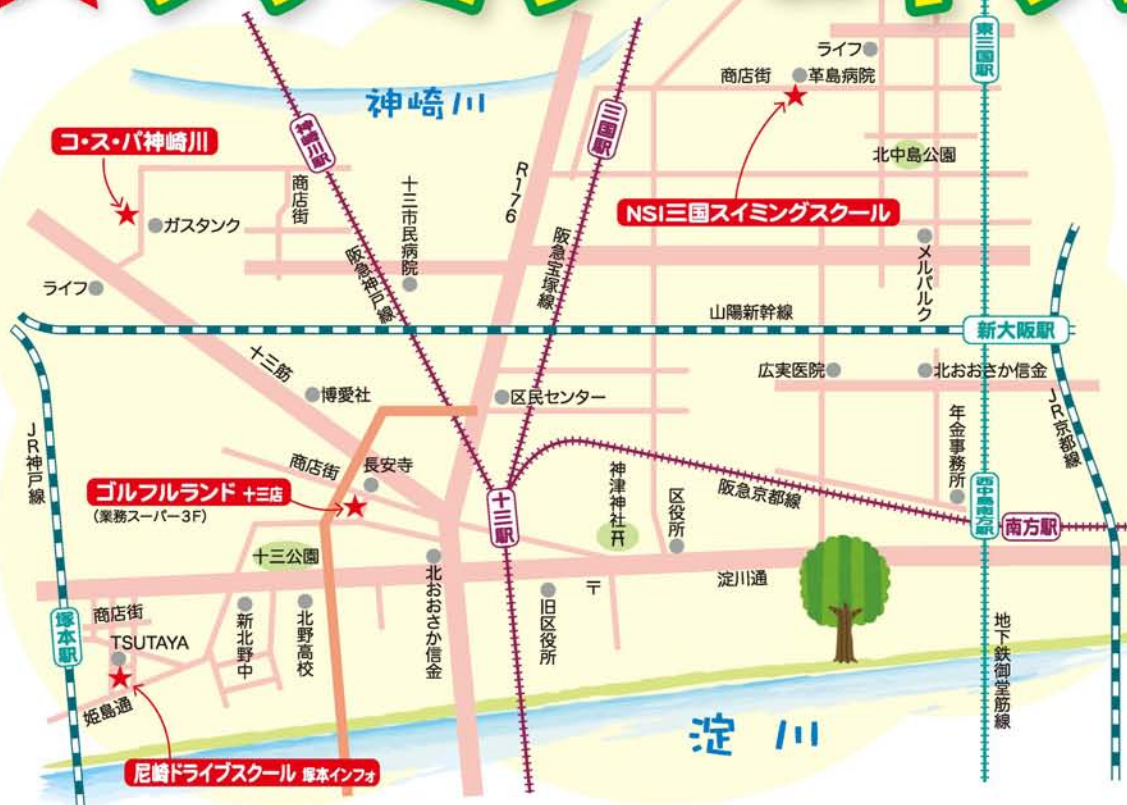 神崎川
コ・ス・パ神崎川
神崎川駅
三国駅
R176
ライフ
商店街
革島病院
東三国駅
北中島公園
NSI三国スイミングスクール
商店街
十三市民病院
ガスタンク
阪急神戸線
阪急宝塚線
メルパルク
ライフ
山陽新幹線
新大阪駅
十三筋
博愛社
区民センター
広実医院
北おおさか信金
JR神戸線
JR京都線
年金事務所
商店街
長安寺
ゴルフルランド 十三店
(業務スーパー3F)
十三駅
神津神社
区役所
阪急京都線
西中島南方駅
南方駅
十三公園
淀川通
〒
塚本駅
商店街
TSUTAYA
新北野中
北野高校
北おおさか信金
旧区役所
地下鉄御堂筋線
姫島通
淀川
尼崎ドライブスクール 塚本インフォ